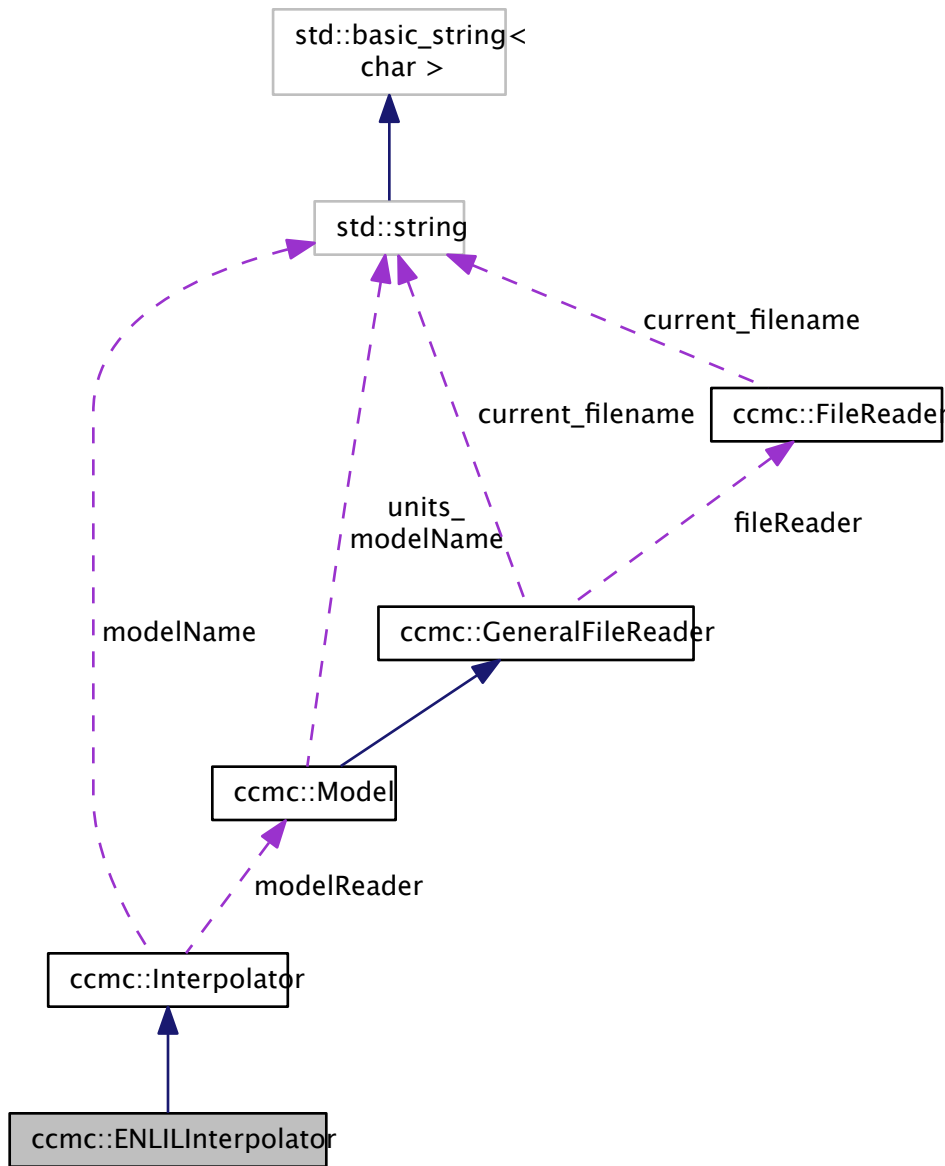 std::basic_string<
char >
std::string
current_filename
ccmc::FileReader
current_filename
units_
modelName
fileReader
ccmc::GeneralFileReader
modelName
ccmc::Model
modelReader
ccmc::Interpolator
ccmc::ENLILInterpolator